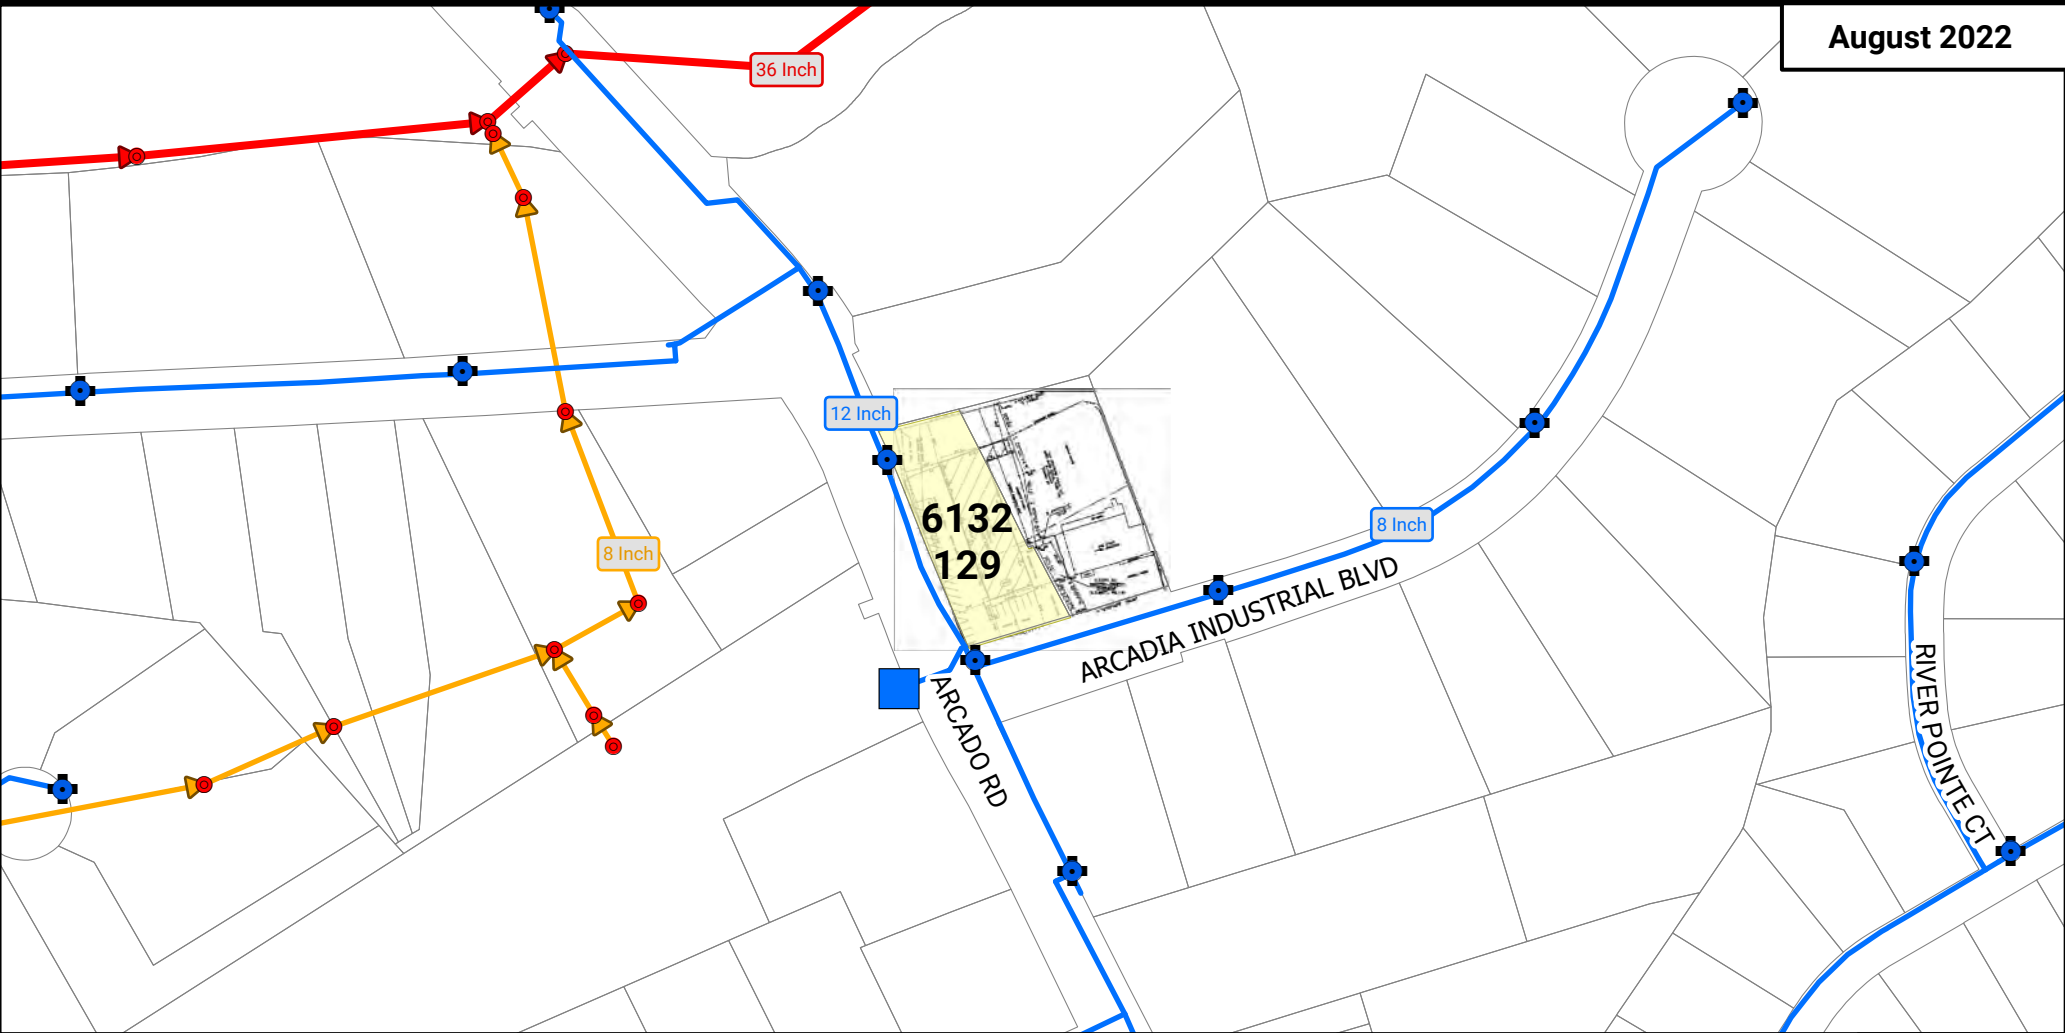 August 2022
36 Inch
12 Inch
6132
129
8 Inch
8 Inch
ARCADIA INDUSTRIAL BLVD
ARCADO RD
RIVER POINTE CT